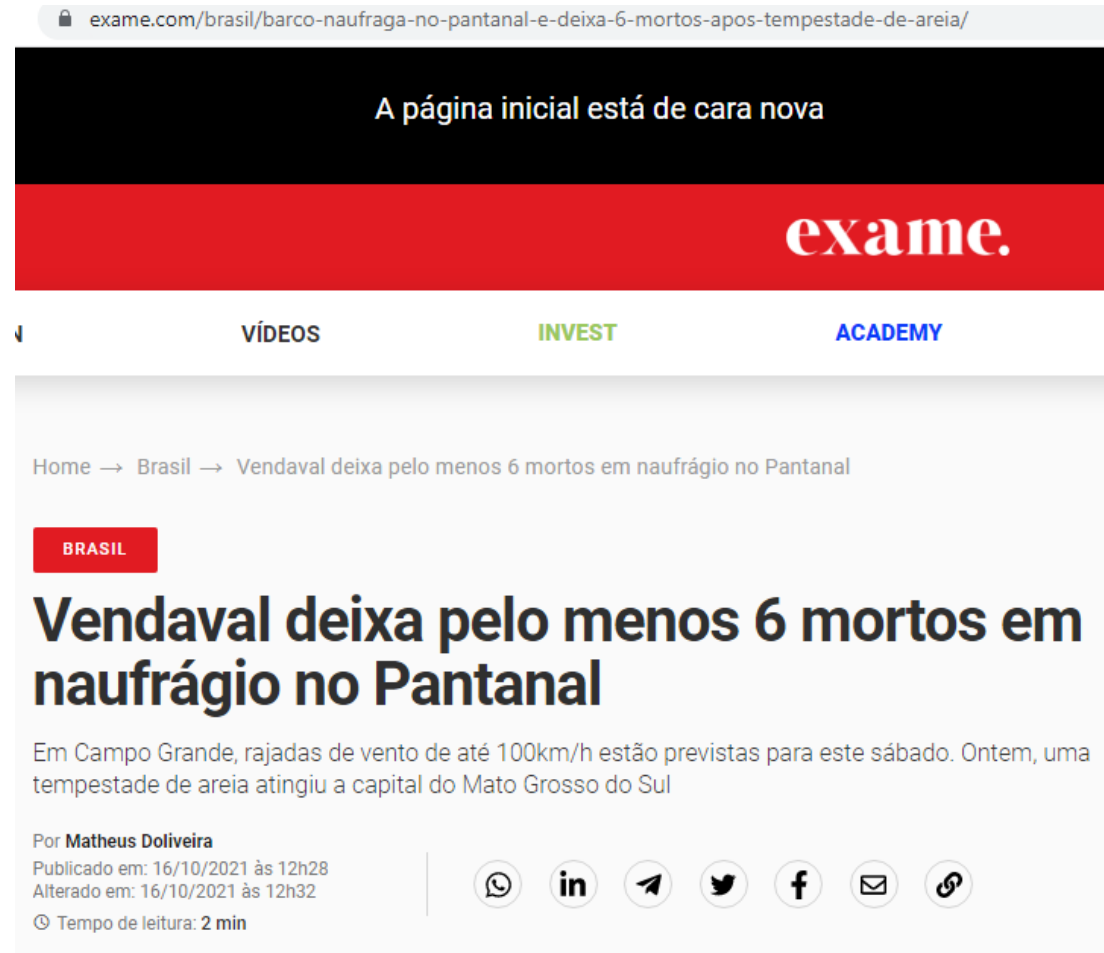 exame.com/brasil/barco-naufraga-no-pantanal-e-deixa-6-mortos-apos-tempestade-de-areia/
A página inicial está de cara nova
exame.
VÍDEOS INVEST ACADEMY
Home → Brasil → Vendaval deixa pelo menos 6 mortos em naufrágio no Pantanal
BRASIL
Vendaval deixa pelo menos 6 mortos em
naufrágio no Pantanal
Em Campo Grande, rajadas de vento de até 100km/h estão previstas para este sábado. Ontem, uma
tempestade de areia atingiu a capital do Mato Grosso do Sul
Por Matheus Doliveira
Publicado em: 16/10/2021 às 12h28
Alterado em: 16/10/2021 às 12h32
Tempo de leitura: 2 min